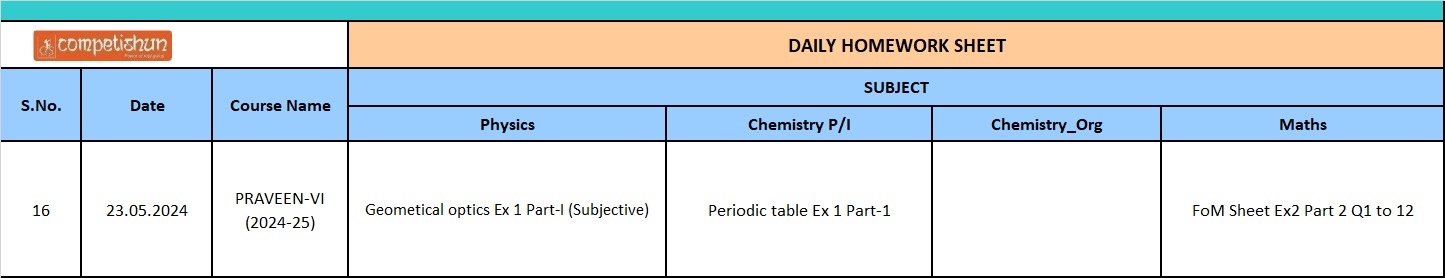 competishun
DAILY HOMEWORK SHEET
S.No.
Date
Course Name
SUBJECT
Physics
Chemistry P/I
Chemistry_Org
Maths
16
23.05.2024
PRAVEEN-VI
(2024-25)
Geometical optics Ex 1 Part-I (Subjective)
Periodic table Ex 1 Part-1
FoM Sheet Ex2 Part 2 Q1 to 12